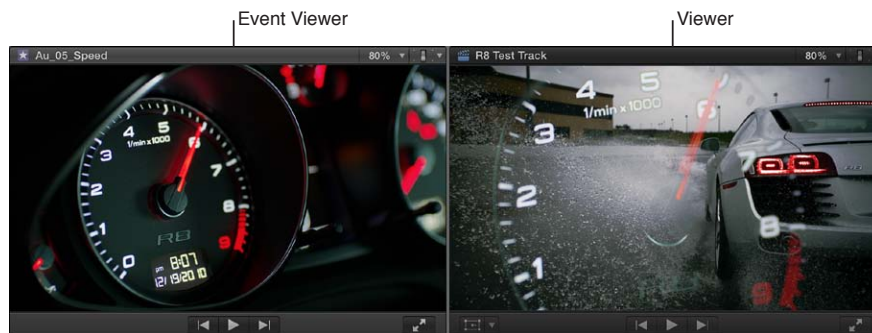 Event Viewer
Viewer
Au_05_Speed
80%
R8 Test Track
80%
0
1
2
3
4
5
6
7
8
9
1/min x 1000
R8
pm 8:07
12/19/2010
1
2
3
4
5
6
7
8
9
1/min x 1000